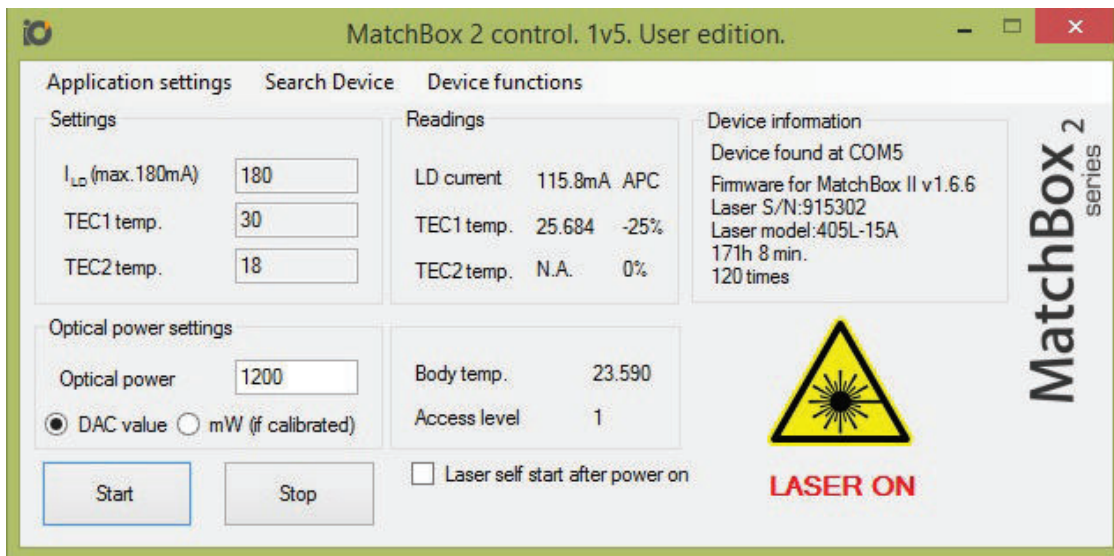 iO
MatchBox 2 control. 1v5. User edition.
Application settings Search Device Device functions
Settings
I LD (max.180mA) 180
TEC1 temp. 30
TEC2 temp. 18
Readings
LD current 115.8mA APC
TEC1 temp. 25.684 -25%
TEC2 temp. N.A. 0%
Device information
Device found at COM5
Firmware for MatchBox II v1.6.6
Laser S/N:915302
Laser model:405L-15A
171h 8 min.
120 times
MatchBox 2
series
Optical power settings
Optical power 1200
DAC value mW (if calibrated)
Body temp. 23.590
Access level 1
Start Stop
Laser self start after power on
LASER ON